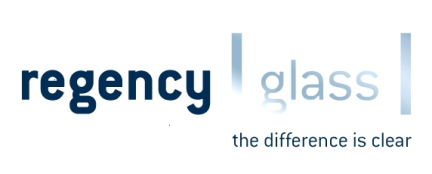 regency glass
the difference is clear